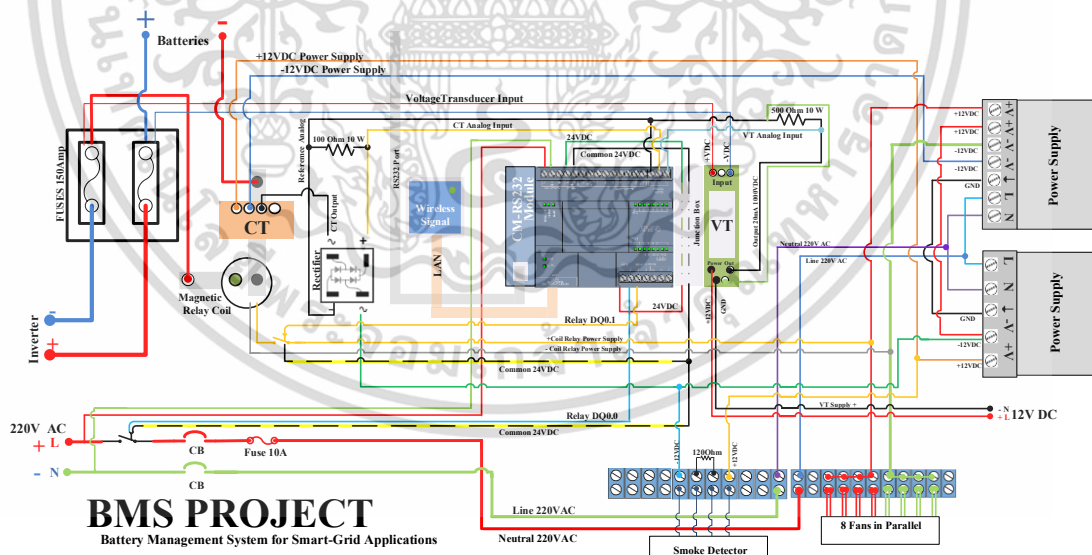 +
-
Batteries
+12VDC Power Supply
-12VDC Power Supply
VoltageTransducer Input
FUSES 150Amp
Reference Analog
100 Ohm 10 W
CT Analog Input
RS232 Port
24VDC
Common 24VDC
500 Ohm 10 W
VT Analog Input
CT
CT Output
~
+
Rectifier
-
~
Wireless
Signal
LAN
CM-RS232
Module
Junction Box
+VDC
-VDC
Input
VT
Power Out
Output 20mA 1000VDC
+12VDC
GND
24VDC
Neutral 220V AC
Line 220V AC
+12VDC
+12VDC
-12VDC
-12VDC
GND
+V
+V
-V
-V
L
N
Power Supply
L
N
-V
+V
GND
-12VDC
+12VDC
Power Supply
Magnetic
Relay Coil
Inverter
-
+
Relay DQ0.1
+Coil Relay Power Supply
- Coil Relay Power Supply
Common 24VDC
VT Supply +
- N
+ L
12V DC
Relay DQ0.0
Common 24VDC
220V AC
+ L
- N
CB
Fuse 10A
CB
-12VDC
120Ohm
+12VDC
Line 220VAC
Neutral 220VAC
8 Fans in Parallel
Smoke Detector
BMS PROJECT
Battery Management System for Smart-Grid Applications